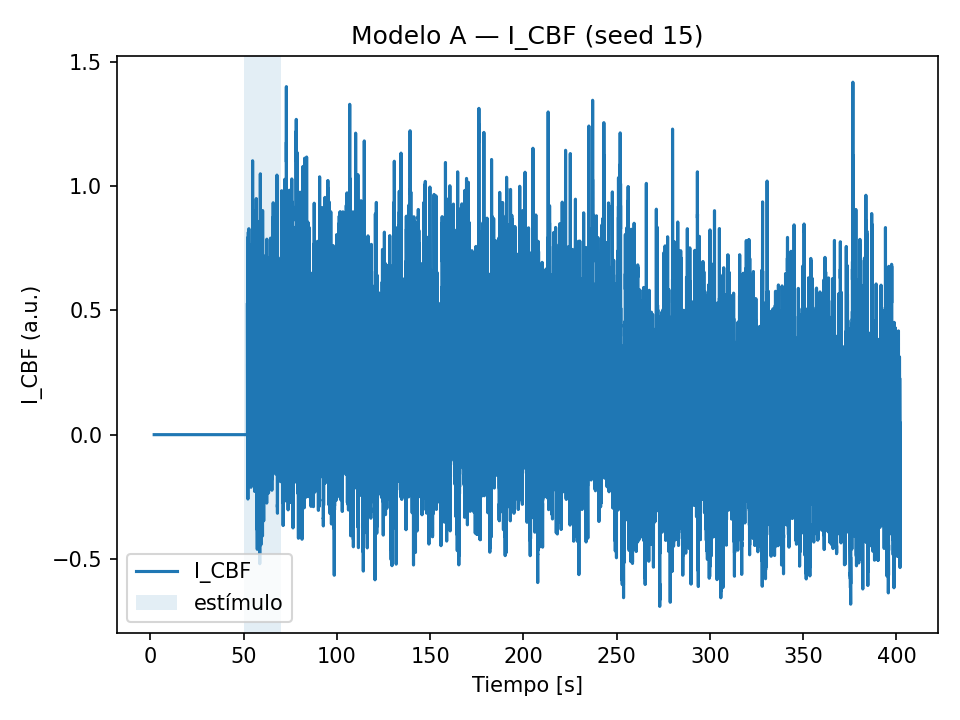 Modelo A — I_CBF (seed 15)
I_CBF (a.u.)
1.5
1.0
0.5
0.0
−0.5
I_CBF
estímulo
0
50
100
150
200
250
300
350
400
Tiempo [s]